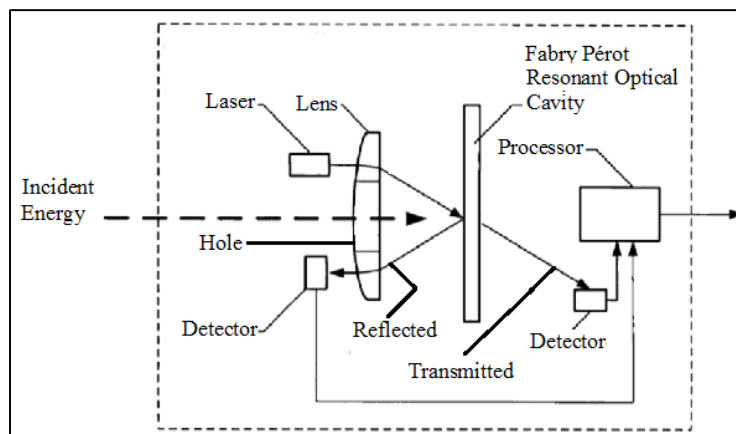 Fabry Pérot
Resonant Optical
Cavity
Laser
Lens
Processor
Incident
Energy
Hole
Detector
Reflected
Transmitted
Detector